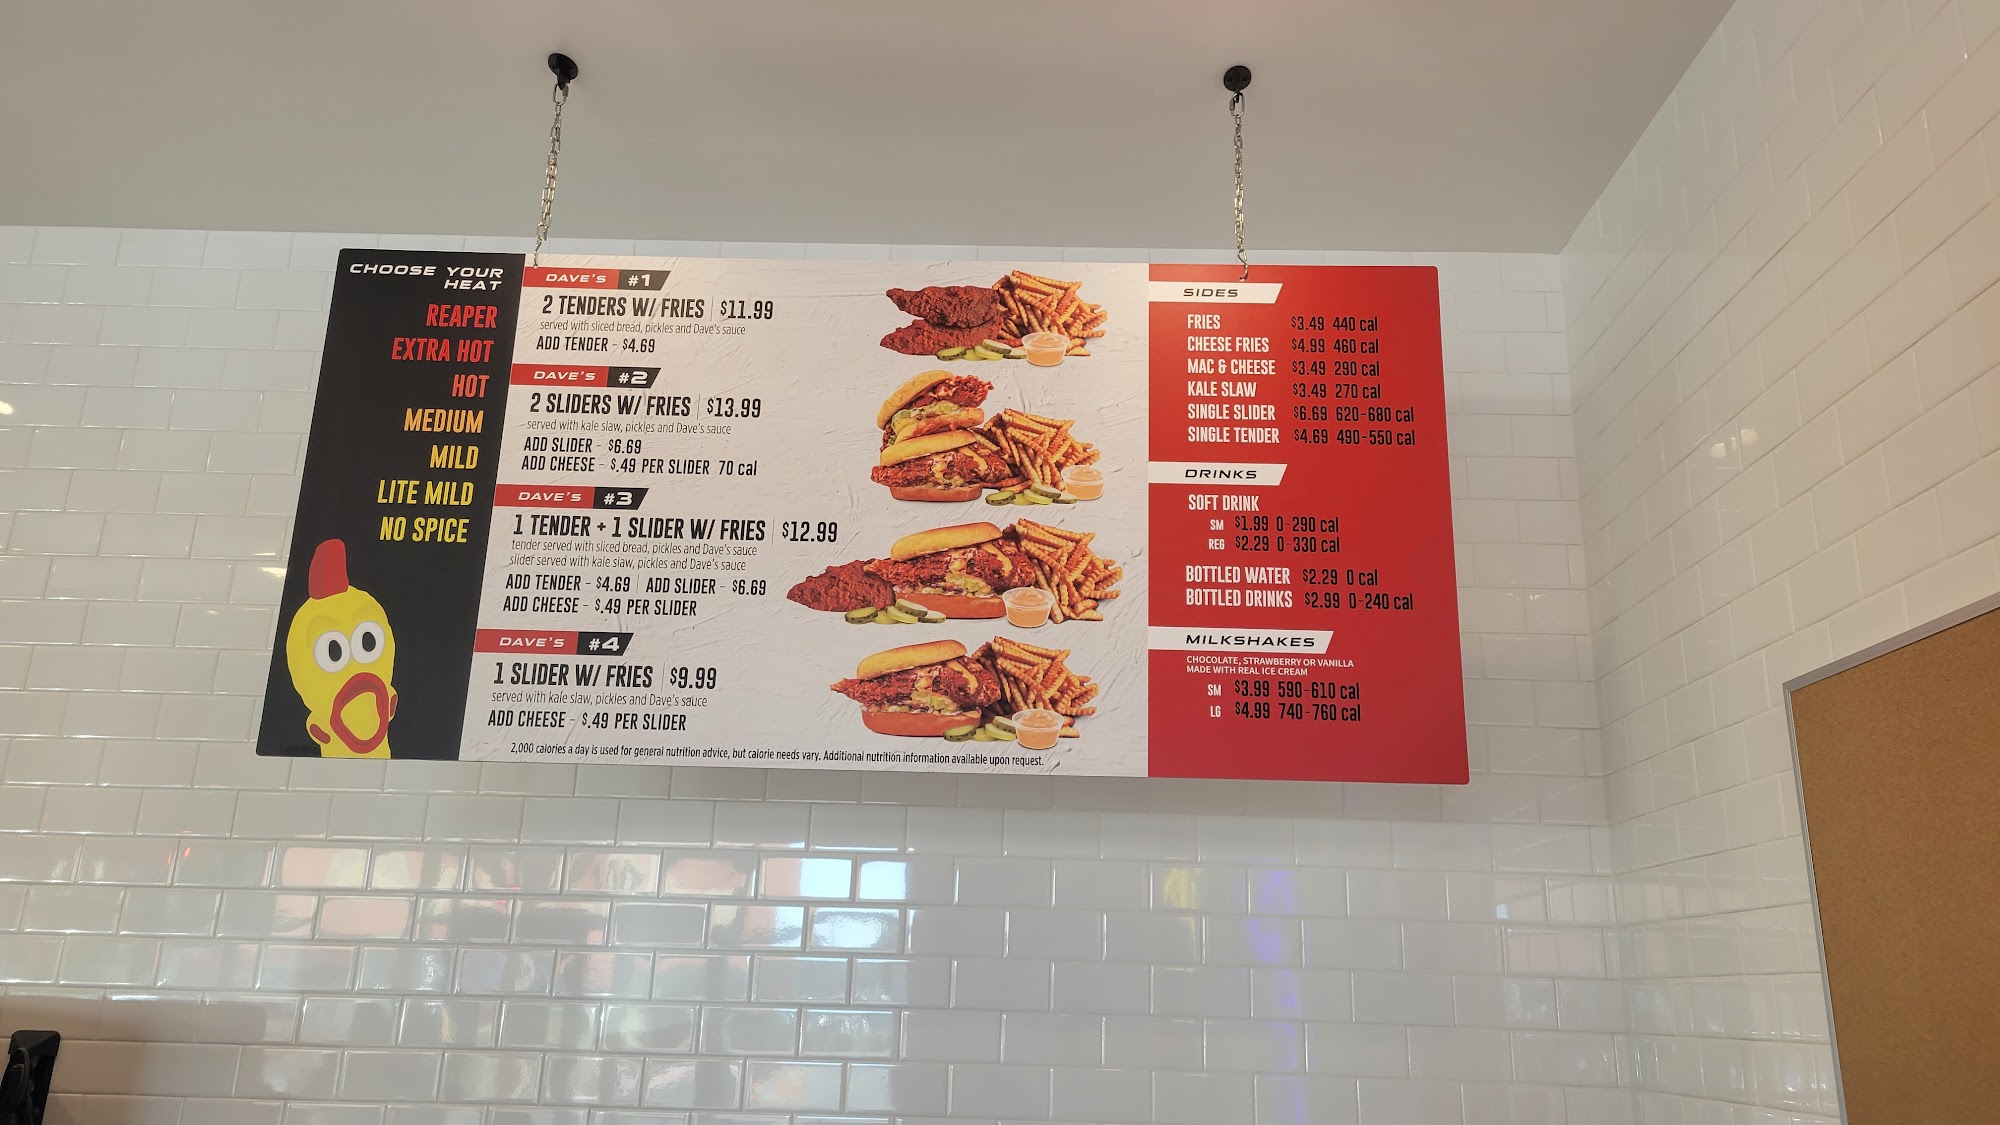 CHOOSE YOUR
HEAT
REAPER
EXTRA HOT
HOT
MEDIUM
MILD
LITE MILD
NO SPICE
DAVE'S #1
2 TENDERS W/ FRIES $11.99
served with sliced bread, pickles and Dave's sauce
ADD TENDER - $4.69
DAVE'S #2
2 SLIDERS W/ FRIES $13.99
served with kale slaw, pickles and Dave's sauce
ADD SLIDER - $6.69
ADD CHEESE - $.49 PER SLIDER 70 cal
DAVE'S #3
1 TENDER + 1 SLIDER W/ FRIES $12.99
tender served with sliced bread, pickles and Dave's sauce
slider served with kale slaw, pickles and Dave's sauce
ADD TENDER - $4.69 ADD SLIDER - $6.69
ADD CHEESE - $.49 PER SLIDER
DAVE'S #4
1 SLIDER W/ FRIES $9.99
served with kale slaw, pickles and Dave's sauce
ADD CHEESE - $.49 PER SLIDER
2,000 calories a day is used for general nutrition advice, but calorie needs vary. Additional nutrition information available upon request.
SIDES
FRIES $3.49 440 cal
CHEESE FRIES $4.99 460 cal
MAC & CHEESE $3.49 290 cal
KALE SLAW $3.49 270 cal
SINGLE SLIDER $6.69 620-680 cal
SINGLE TENDER $4.69 490-550 cal
DRINKS
SOFT DRINK
SM $1.99 0-290 cal
REG $2.29 0-330 cal
BOTTLED WATER $2.29 0 cal
BOTTLED DRINKS $2.99 0-240 cal
MILKSHAKES
CHOCOLATE, STRAWBERRY OR VANILLA
MADE WITH REAL ICE CREAM
SM $3.99 590-610 cal
LG $4.99 740-760 cal